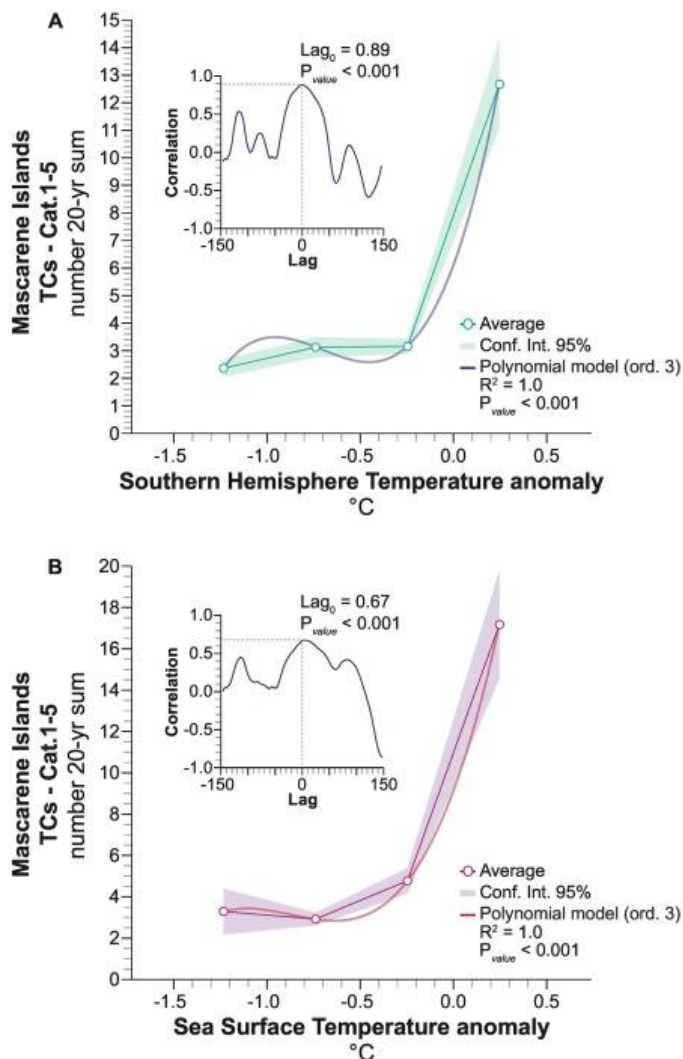 A
Mascarene Islands
TCs - Cat.1-5
number 20-yr sum
15
14
13
12
11
10
9
8
7
6
5
4
3
2
1
0
Lag0 = 0.89
Pvalue < 0.001
Correlation
1.0
0.5
0.0
-0.5
-1.0
-150 0 150
Lag
Average
Conf. Int. 95%
Polynomial model (ord. 3)
R2 = 1.0
Pvalue < 0.001
-1.5 -1.0 -0.5 0.0 0.5
Southern Hemisphere Temperature anomaly
°C
B
Mascarene Islands
TCs - Cat.1-5
number 20-yr sum
20
18
16
14
12
10
8
6
4
2
0
Lag0 = 0.67
Pvalue < 0.001
Correlation
1.0
0.5
0.0
-0.5
-1.0
-150 0 150
Lag
Average
Conf. Int. 95%
Polynomial model (ord. 3)
R2 = 1.0
Pvalue < 0.001
-1.5 -1.0 -0.5 0.0 0.5
Sea Surface Temperature anomaly
°C